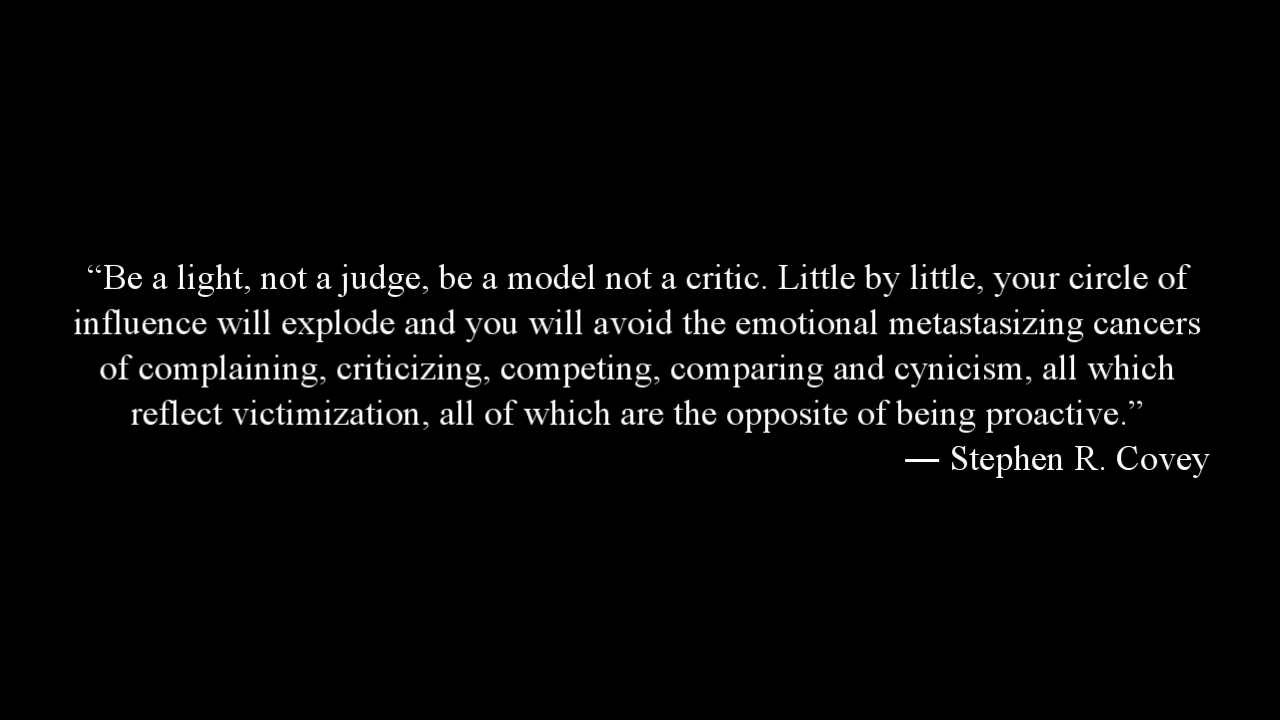 “Be a light, not a judge, be a model not a critic. Little by little, your circle of
influence will explode and you will avoid the emotional metastasizing cancers
of complaining, criticizing, competing, comparing and cynicism, all which
reflect victimization, all of which are the opposite of being proactive.”
― Stephen R. Covey